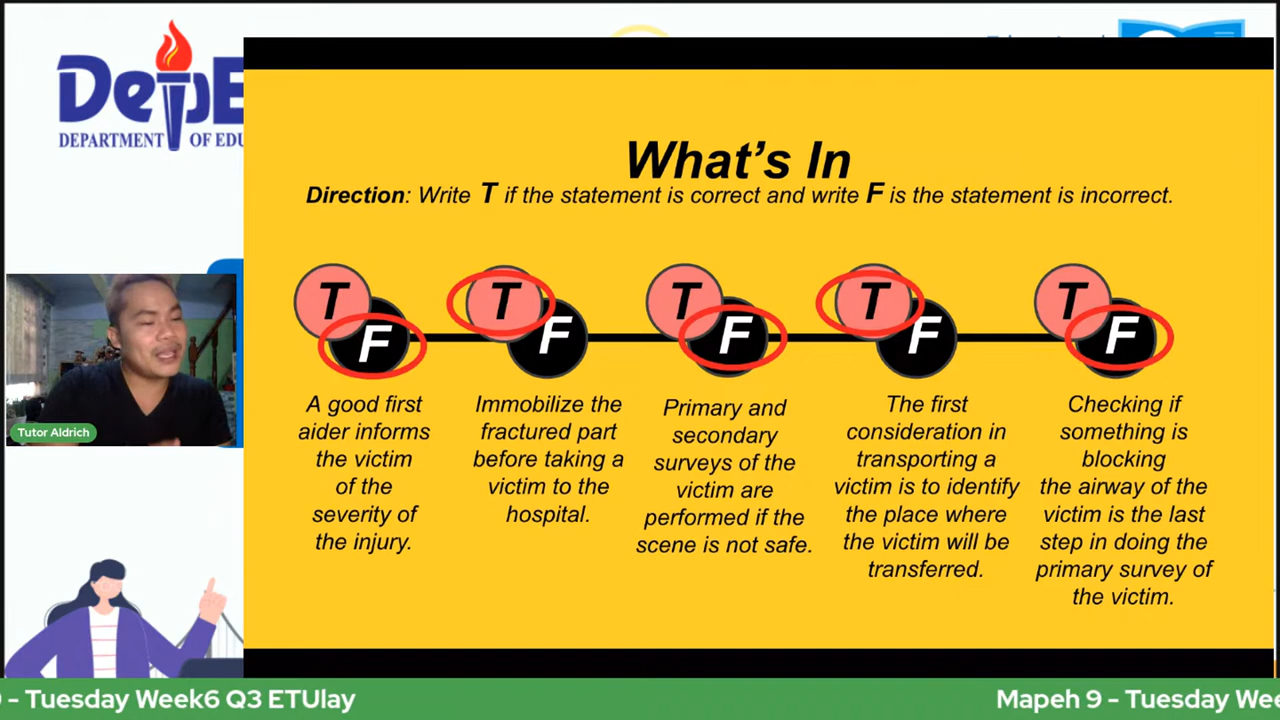 DepE
DEPARTMENT OF EDU
What's In
Direction: Write T if the statement is correct and write F is the statement is incorrect.
T
F
A good first
aider informs
the victim
of the
severity of
the injury.
T
F
Immobilize the
fractured part
before taking a
victim to the
hospital.
T
F
Primary and
secondary
surveys of the
victim are
performed if the
scene is not safe.
T
F
The first
consideration in
transporting a
victim is to identify
the place where
the victim will be
transferred.
T
F
Checking if
something is
blocking
the airway of the
victim is the last
step in doing the
primary survey of
the victim.
Tutor Aldrich
9 - Tuesday Week6 Q3 ETUlay
Mapeh 9 - Tuesday Wee